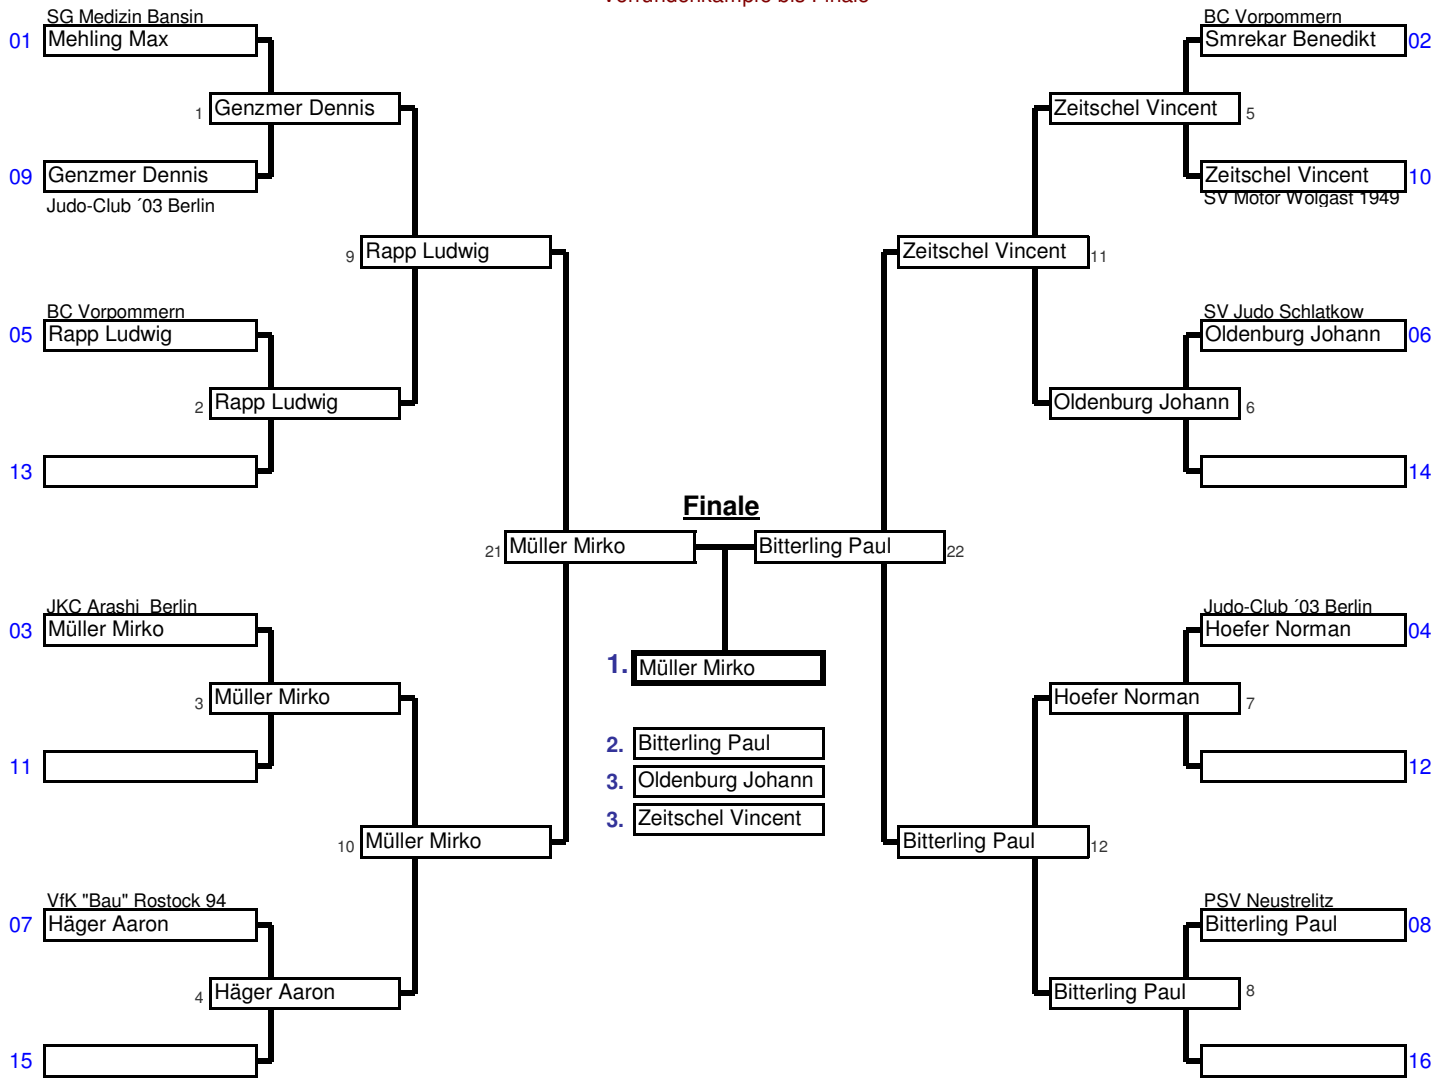 Vorrundenkämpfe bis Finale
SG Medizin Bansin
01 Mehling Max
1 Genzmer Dennis
09 Genzmer Dennis
Judo-Club ´03 Berlin
9 Rapp Ludwig
BC Vorpommern
05 Rapp Ludwig
2 Rapp Ludwig
13
21 Müller Mirko
JKC Arashi Berlin
03 Müller Mirko
3 Müller Mirko
11
10 Müller Mirko
VfK "Bau" Rostock 94
07 Häger Aaron
4 Häger Aaron
15
Finale
1. Müller Mirko
2. Bitterling Paul
3. Oldenburg Johann
3. Zeitschel Vincent
BC Vorpommern
Smrekar Benedikt 02
Zeitschel Vincent 5
Zeitschel Vincent 10
SV Motor Wolgast 1949
Zeitschel Vincent 11
SV Judo Schlatkow
Oldenburg Johann 06
Oldenburg Johann 6
14
Bitterling Paul 22
Judo-Club ´03 Berlin
Hoefer Norman 04
Hoefer Norman 7
12
Bitterling Paul 12
PSV Neustrelitz
Bitterling Paul 08
Bitterling Paul 8
16